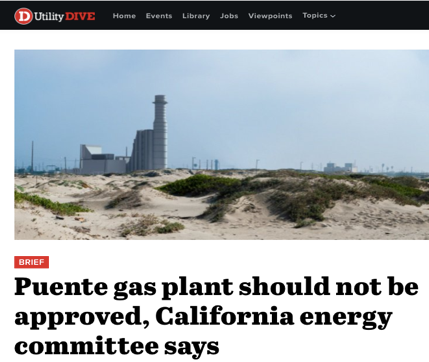 D Utility DIVE Home Events Library Jobs Viewpoints Topics
BRIEF
Puente gas plant should not be
approved, California energy
committee says